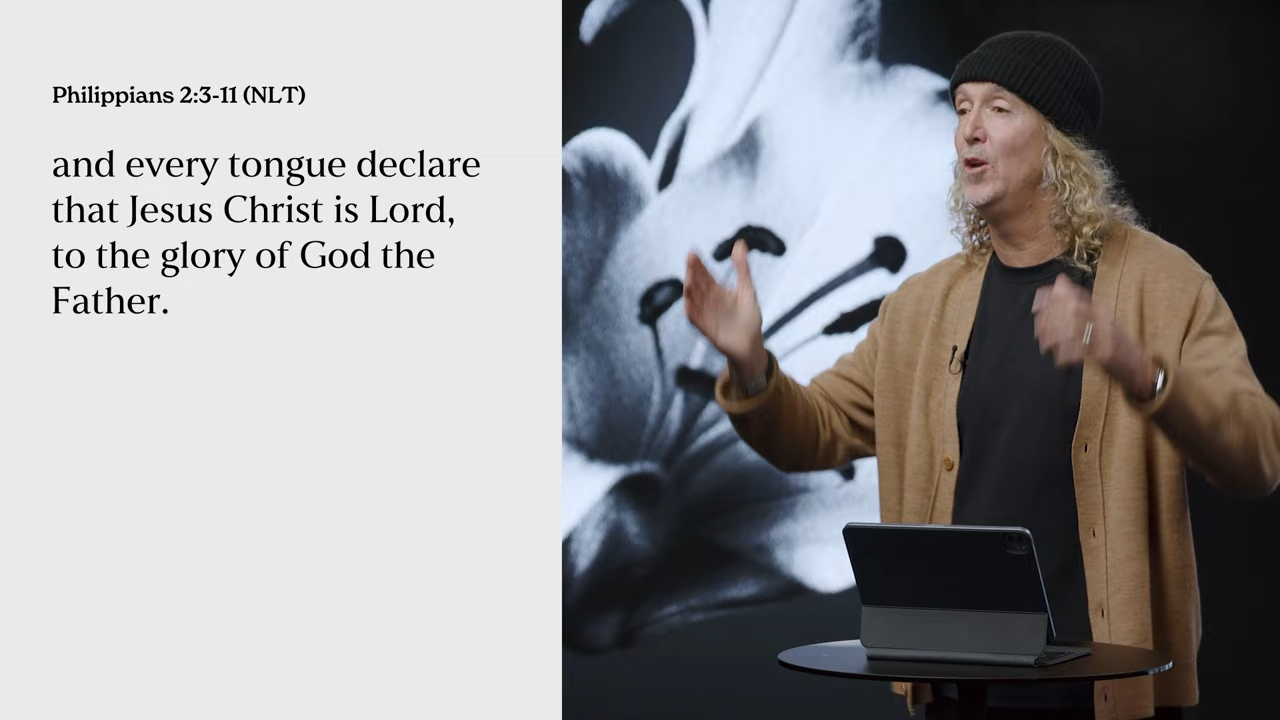 Philippians 2:3-11 (NLT)
and every tongue declare
that Jesus Christ is Lord,
to the glory of God the
Father.